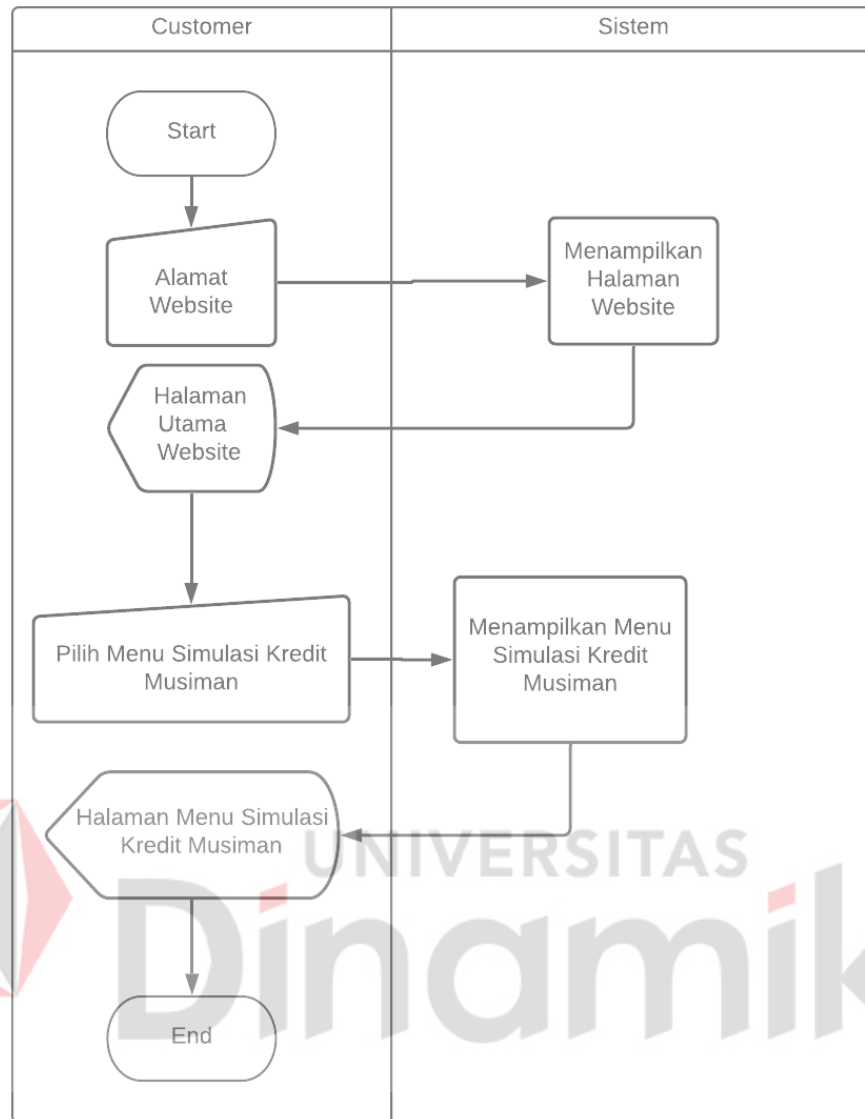 Customer
Sistem
Start
Alamat
Website
Menampilkan
Halaman
Website
Halaman
Utama
Website
Pilih Menu Simulasi Kredit
Musiman
Menampilkan Menu
Simulasi Kredit
Musiman
Halaman Menu Simulasi
Kredit Musiman
UNIVERSITAS
Dinamik
End